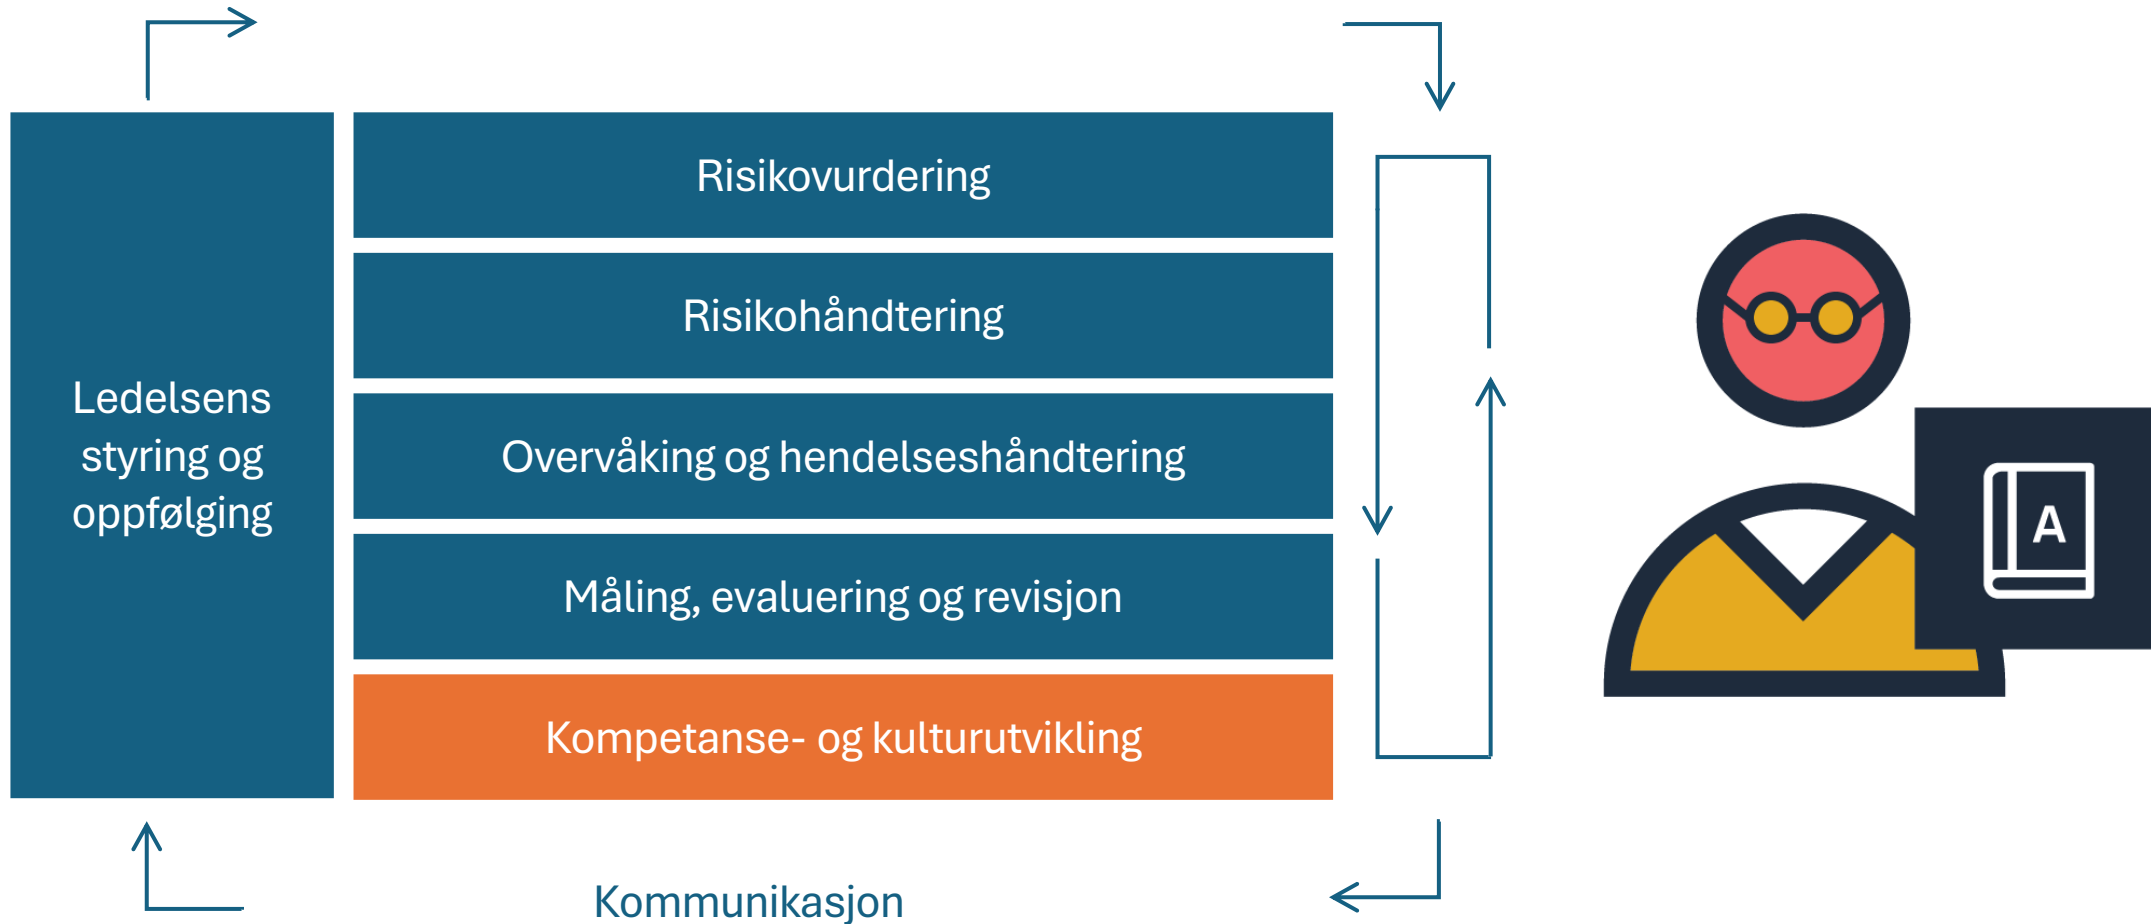 Ledelsens
styring og
oppfølging
Risikovurdering
Risikohåndtering
Overvåking og hendelseshåndtering
Måling, evaluering og revisjon
Kompetanse- og kulturutvikling
A
Kommunikasjon